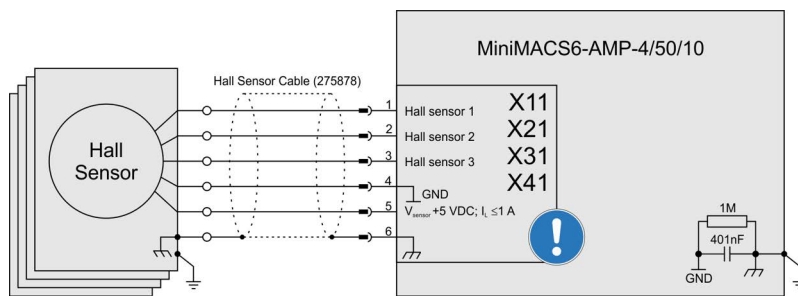 MiniMACS6-AMP-4/50/10
Hall Sensor Cable (275878)
Hall
Sensor
1 Hall sensor 1 X11
2 Hall sensor 2 X21
3 Hall sensor 3 X31
4 GND X41
5 Vsensor +5 VDC; IL ≤1 A
6
!
1M
401nF
GND